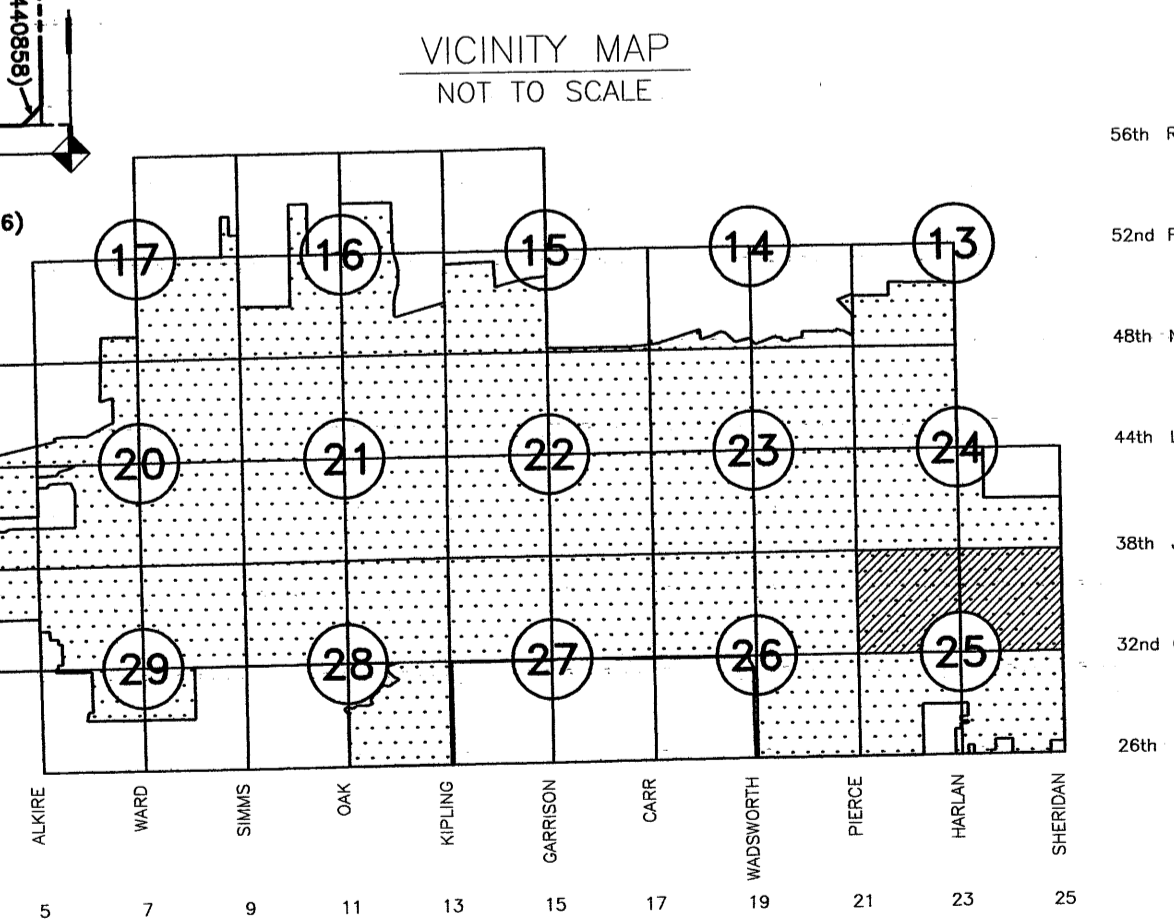 440858)
VICINITY MAP
NOT TO SCALE
6)
56th R
52nd F
48th N
44th L
38th J
32nd
26th
17
16
15
14
13
20
21
22
23
24
29
28
27
26
25
ALKIRE
WARD
SIMMS
OAK
KIPLING
GARRISON
CARR
WADSWORTH
PIERCE
HARLAN
SHERIDAN
5 7 9 11 13 15 17 19 21 23 25